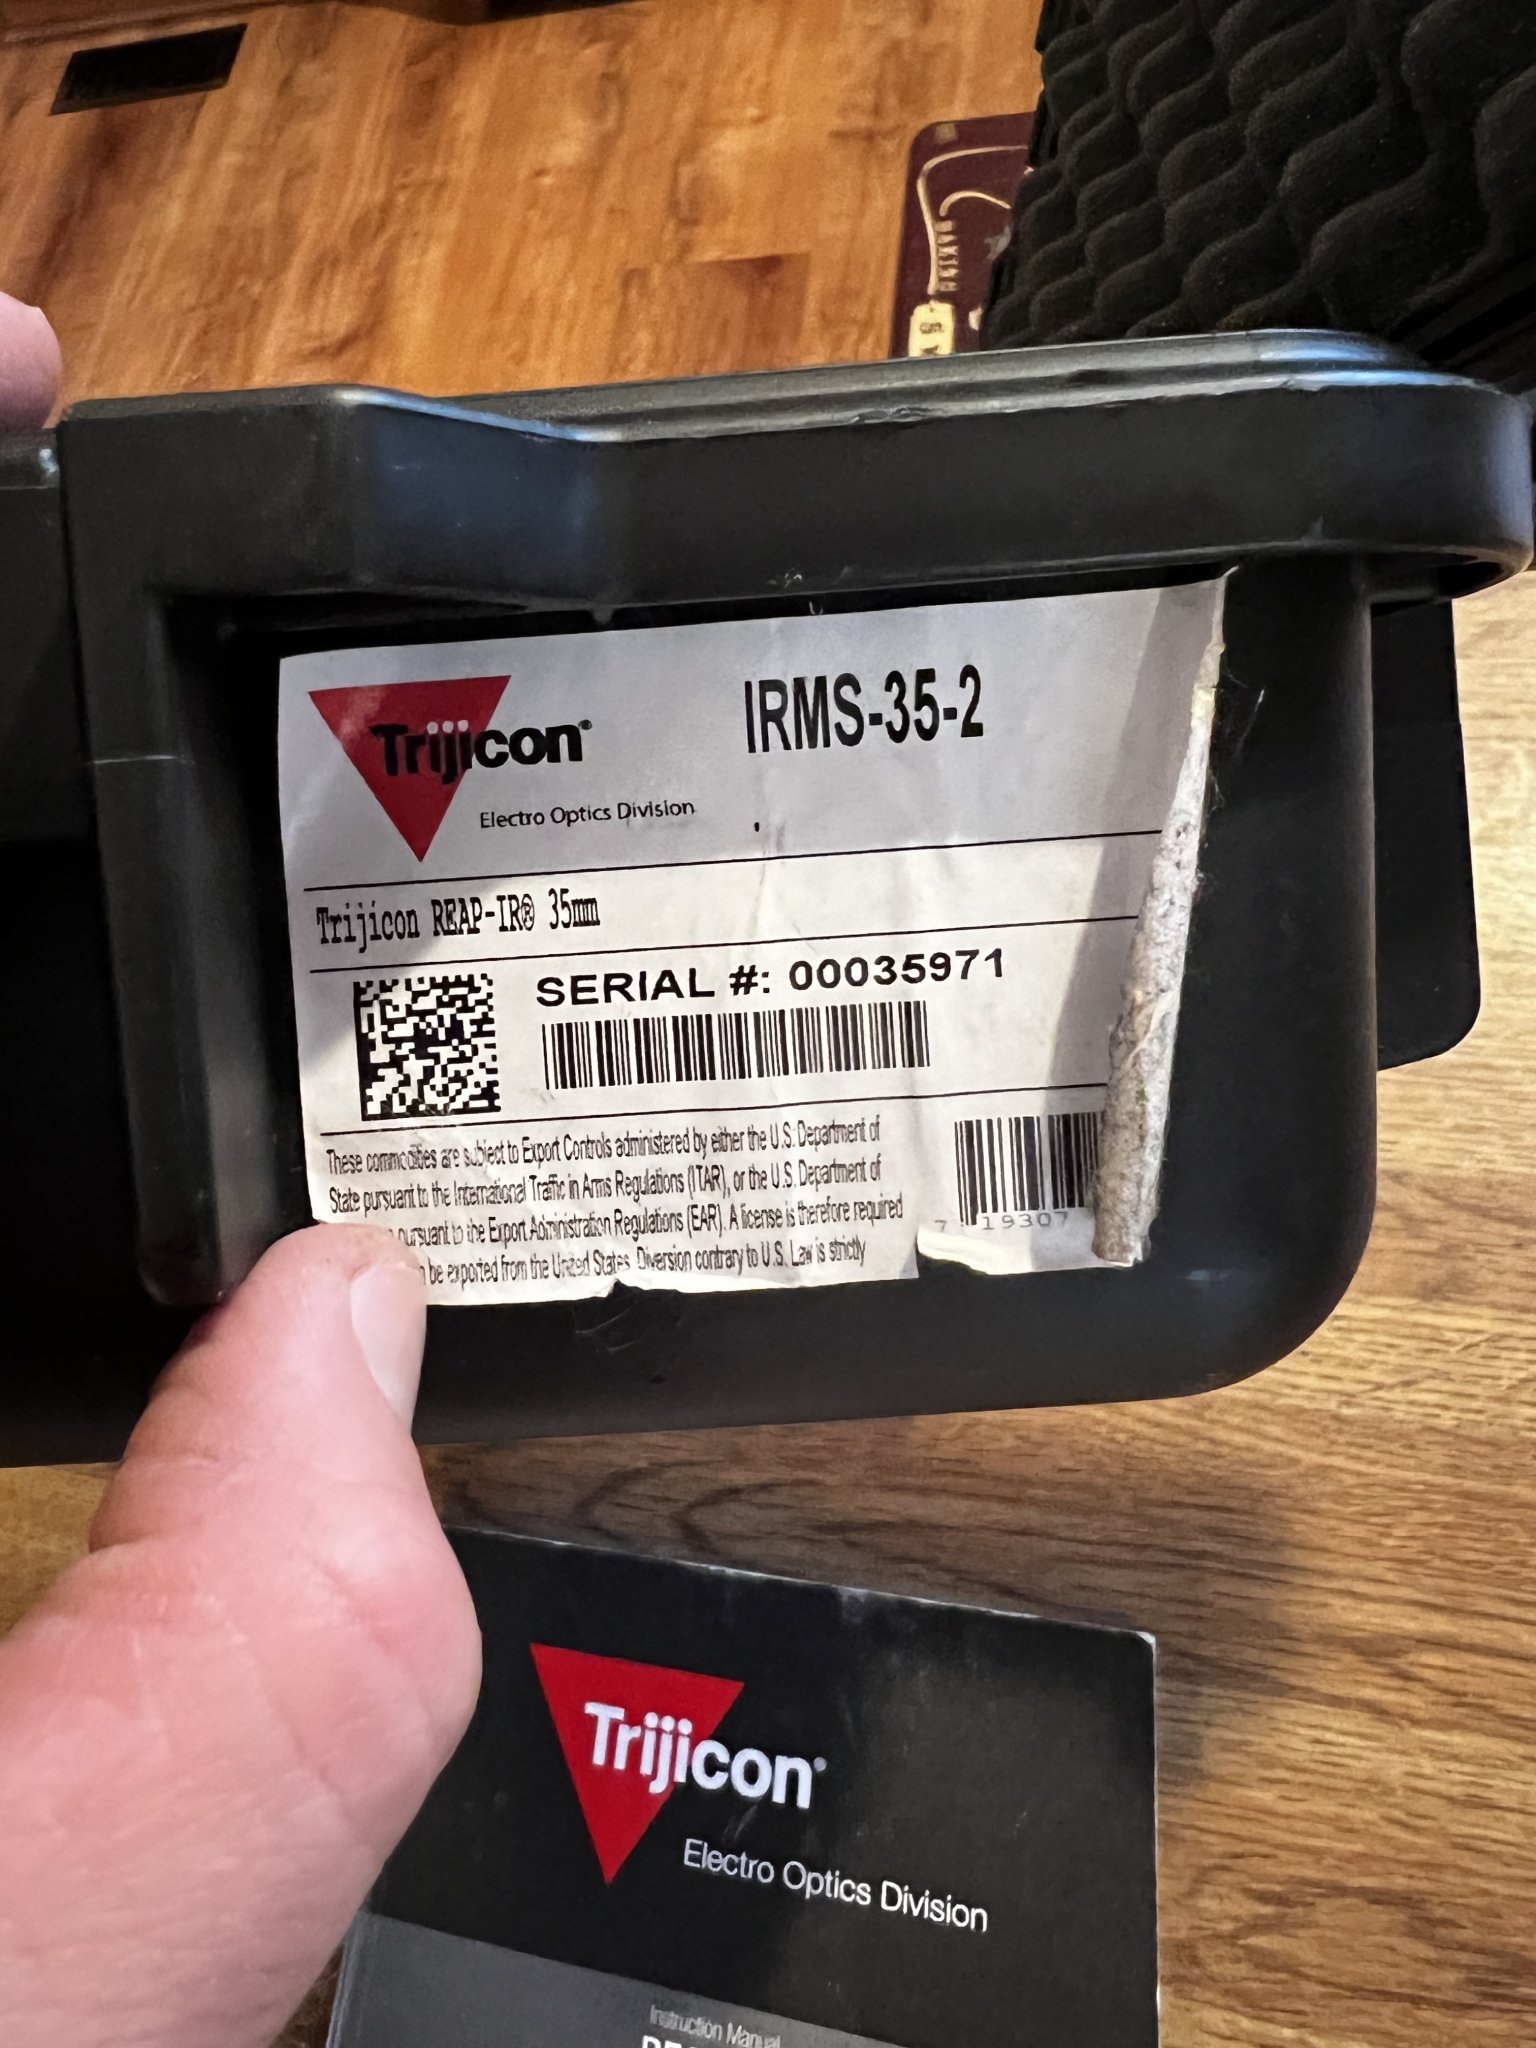 Trijicon®
IRMS-35-2
Electro Optics Division
Trijicon REAP-IR® 35mm
SERIAL #: 00035971
These commodities are subject to Export Controls administered by either the U.S. Department of
State pursuant to the International Traffic in Arms Regulations (ITAR), or the U.S. Department of
pursuant to the Export Administration Regulations (EAR). A license is therefore required
be exported from the United States. Diversion contrary to U.S. Law is strictly
7 19307
Trijicon®
Electro Optics Division
Instruction Manual